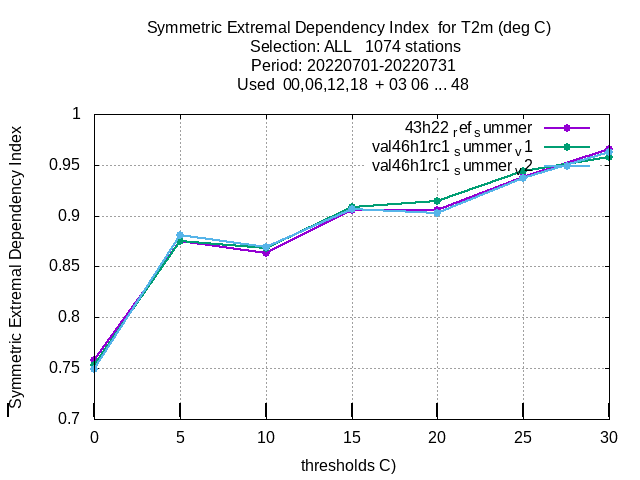 Symmetric Extremal Dependency Index for T2m (deg C)
Selection: ALL 1074 stations
Period: 20220701-20220731
Used 00,06,12,18 + 03 06 ... 48
Symmetric Extremal Dependency Index
1
0.95
0.9
0.85
0.8
0.75
0.7
43h22 ref summer
val46h1rc1 summer v1
val46h1rc1 summer v2
0
5
10
15
20
25
30
thresholds C)